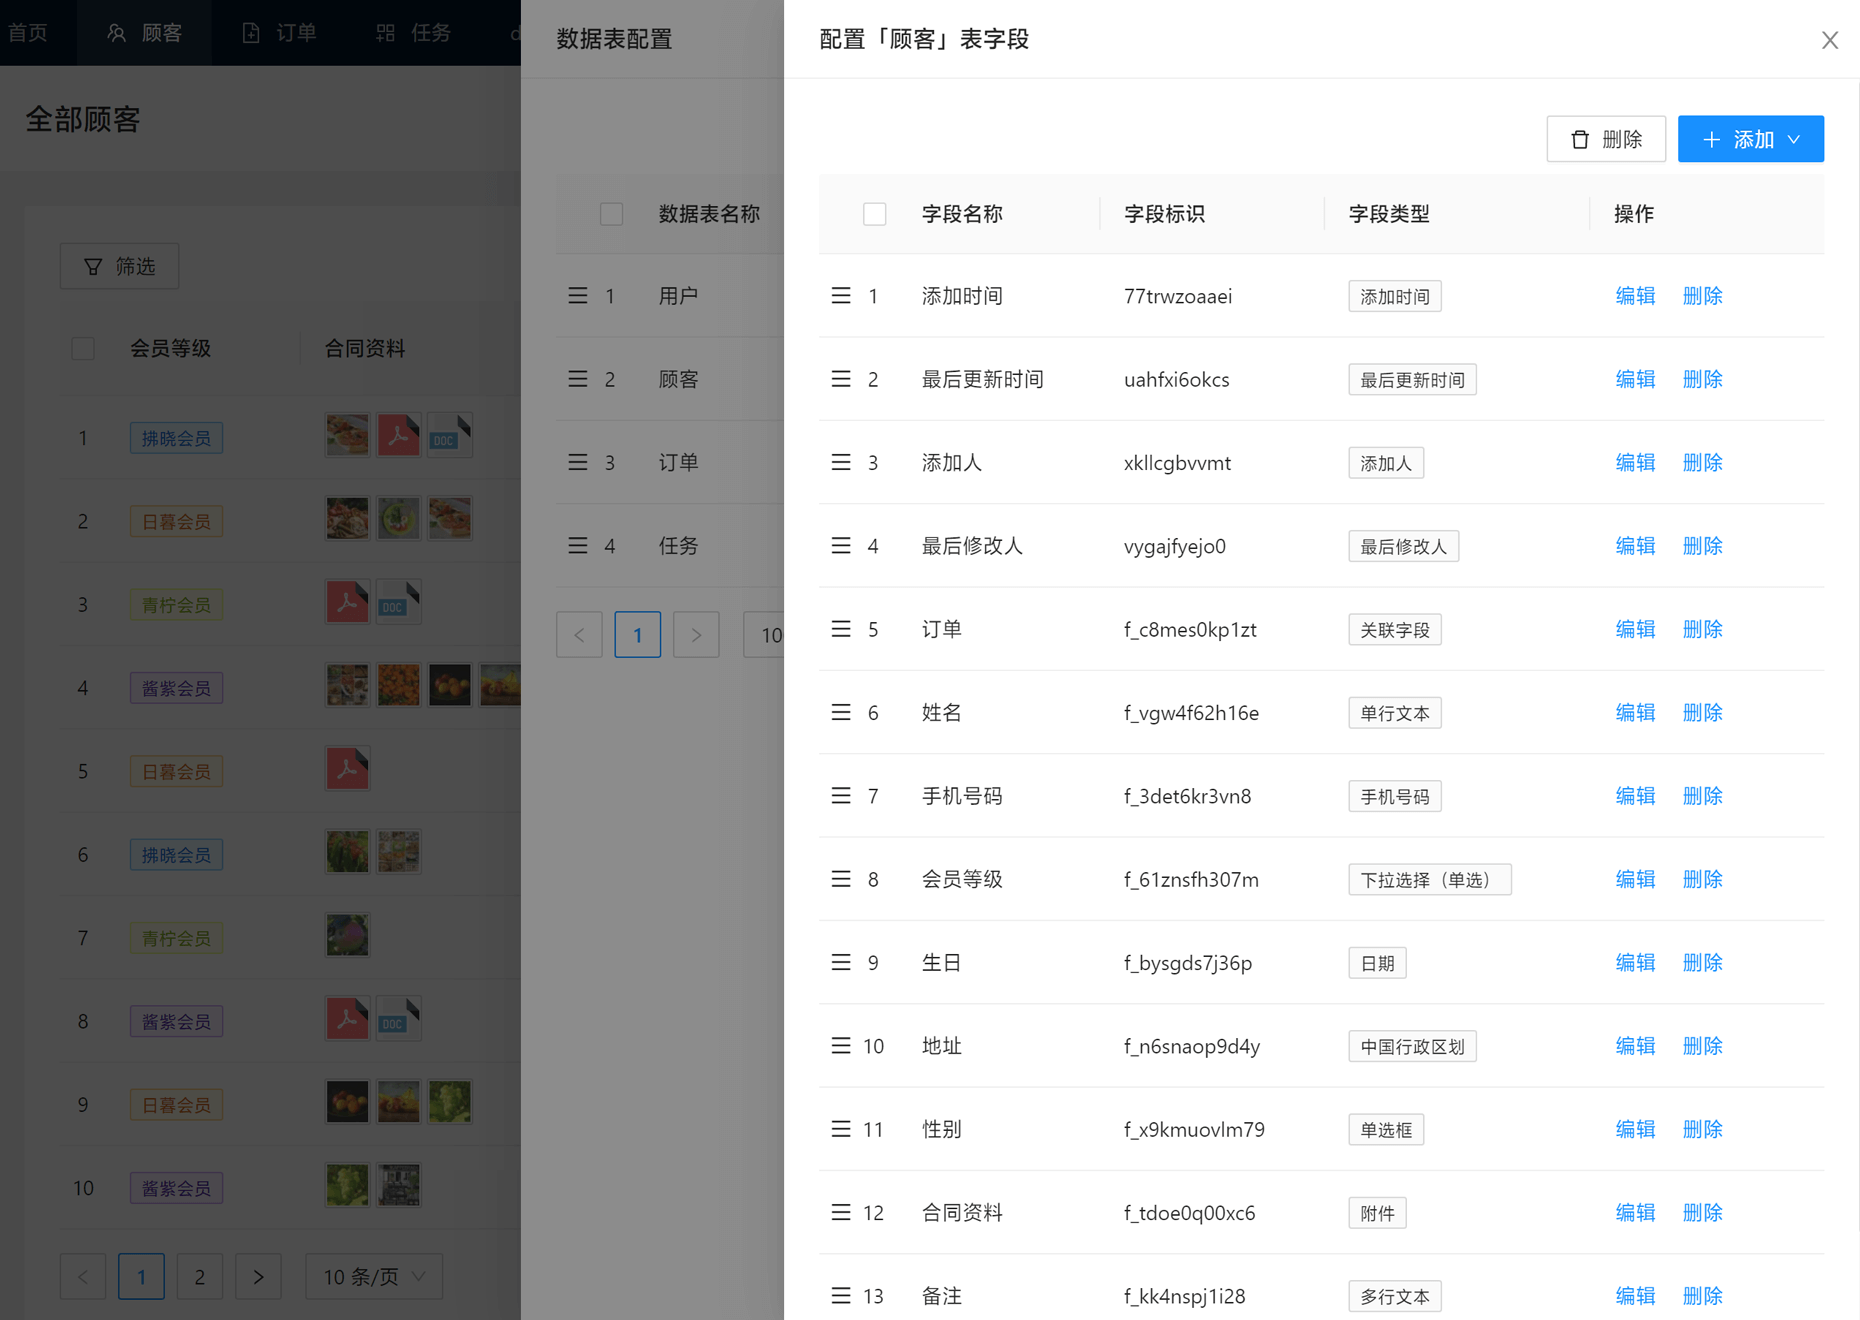 首页
顾客
订单
任务
全部顾客
筛选
会员等级 合同资料
1 拂晓会员 DOC
2 日暮会员
3 青柠会员 DOC
4 酱紫会员
5 日暮会员
6 拂晓会员
7 青柠会员
8 酱紫会员 DOC
9 日暮会员
10 酱紫会员
1 2 10 条/页
数据表配置
数据表名称
1 用户
2 顾客
3 订单
4 任务
1
配置「顾客」表字段
删除 添加
字段名称 字段标识 字段类型 操作
1 添加时间 77trwzoaaei 添加时间 编辑 删除
2 最后更新时间 uahfxi6okcs 最后更新时间 编辑 删除
3 添加人 xkllcgbvvmt 添加人 编辑 删除
4 最后修改人 vygajfyejo0 最后修改人 编辑 删除
5 订单 f_c8mes0kp1zt 关联字段 编辑 删除
6 姓名 f_vgw4f62h16e 单行文本 编辑 删除
7 手机号码 f_3det6kr3vn8 手机号码 编辑 删除
8 会员等级 f_61znsfh307m 下拉选择（单选） 编辑 删除
9 生日 f_bysgds7j36p 日期 编辑 删除
10 地址 f_n6snaop9d4y 中国行政区划 编辑 删除
11 性别 f_x9kmuovlm79 单选框 编辑 删除
12 合同资料 f_tdoe0q00xc6 附件 编辑 删除
13 备注 f_kk4nspj1i28 多行文本 编辑 删除